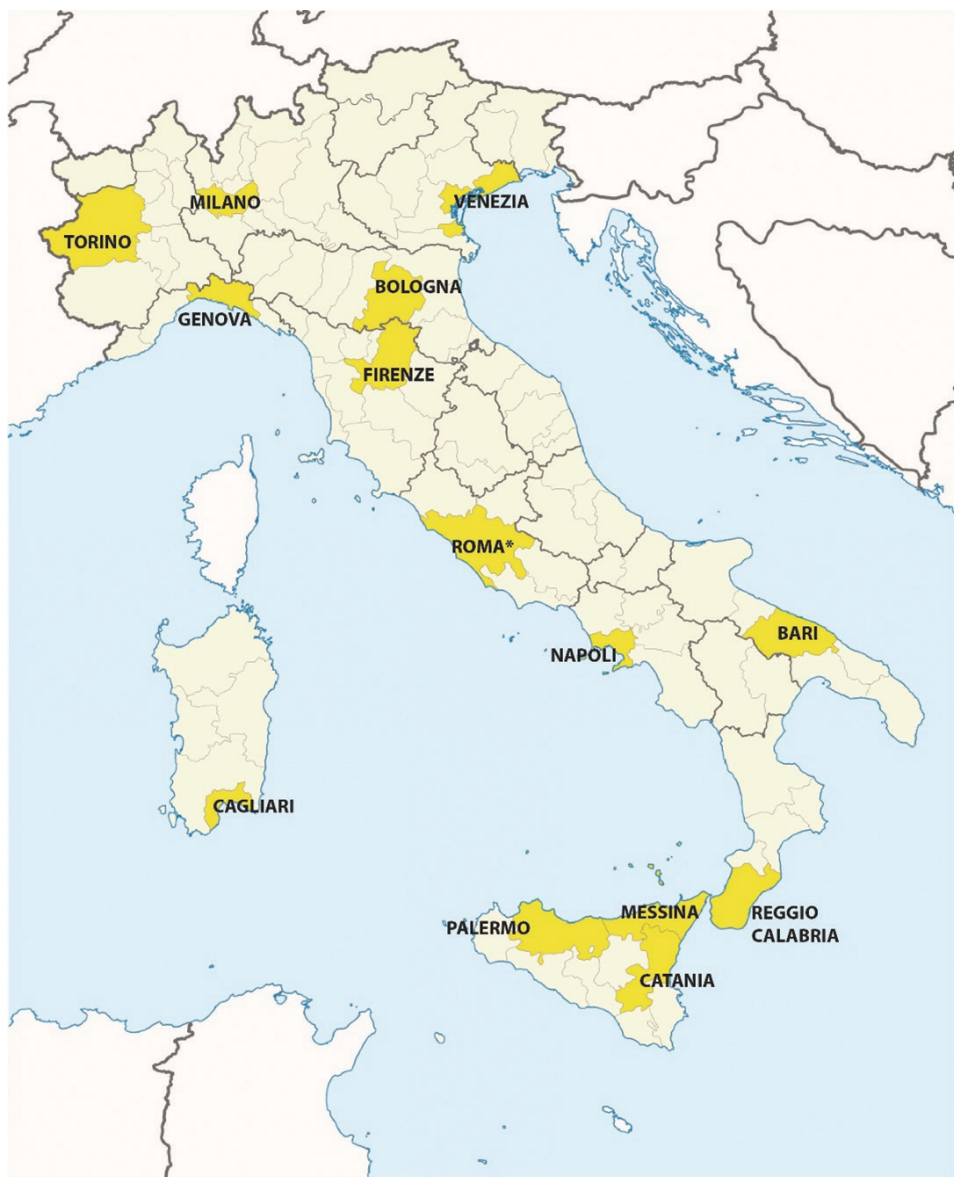 MILANO
VENEZIA
TORINO
BOLOGNA
GENOVA
FIRENZE
ROMA*
BARI
NAPOLI
CAGLIARI
MESSINA
PALERMO
REGGIO
CALABRIA
CATANIA